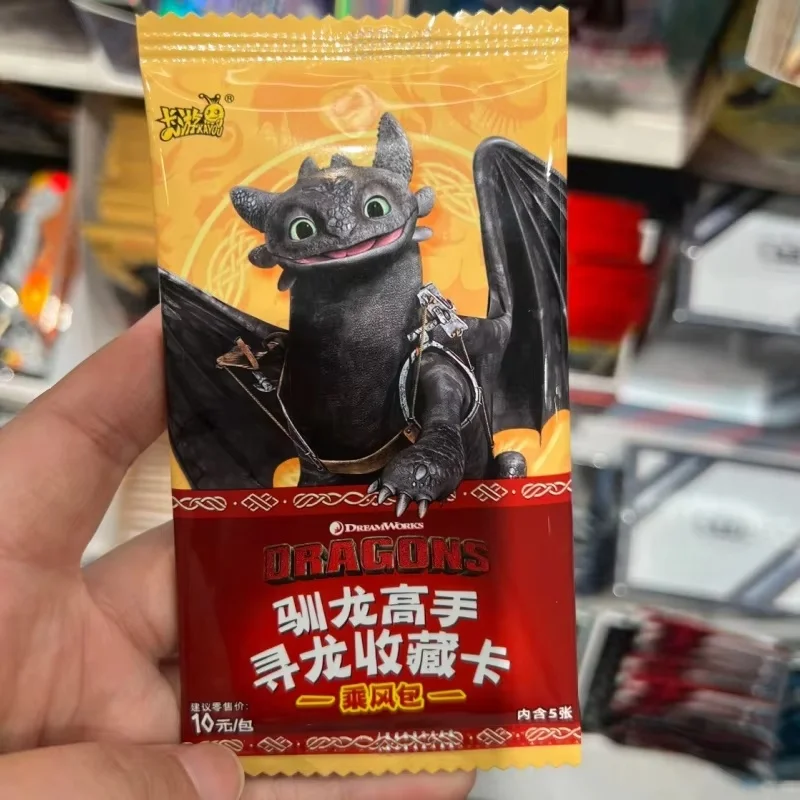 卡游 KAYOU ®
DREAMWORKS
DRAGONS
驯龙高手
寻龙收藏卡
乘风包
建议零售价:
10元/包
内含5张